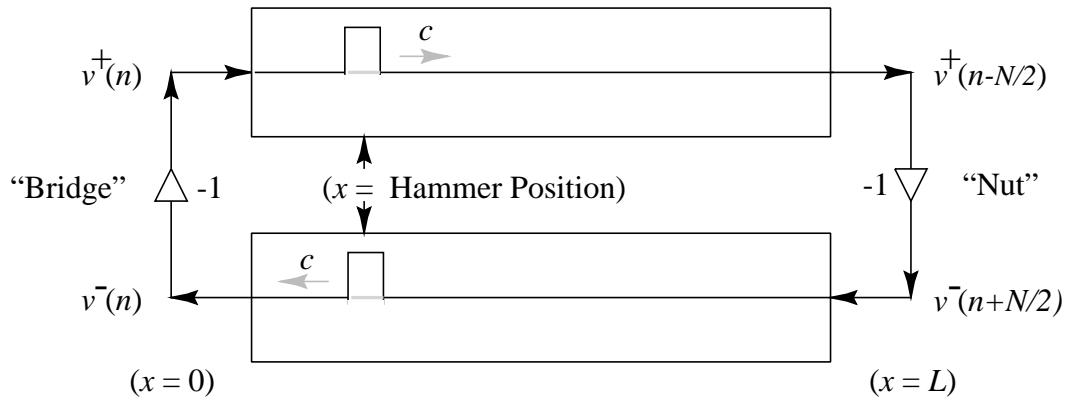 c
v+(n)
v+(n-N/2)
“Bridge”
-1
(x = Hammer Position)
-1
“Nut”
c
v-(n)
v-(n+N/2)
(x = 0)
(x = L)